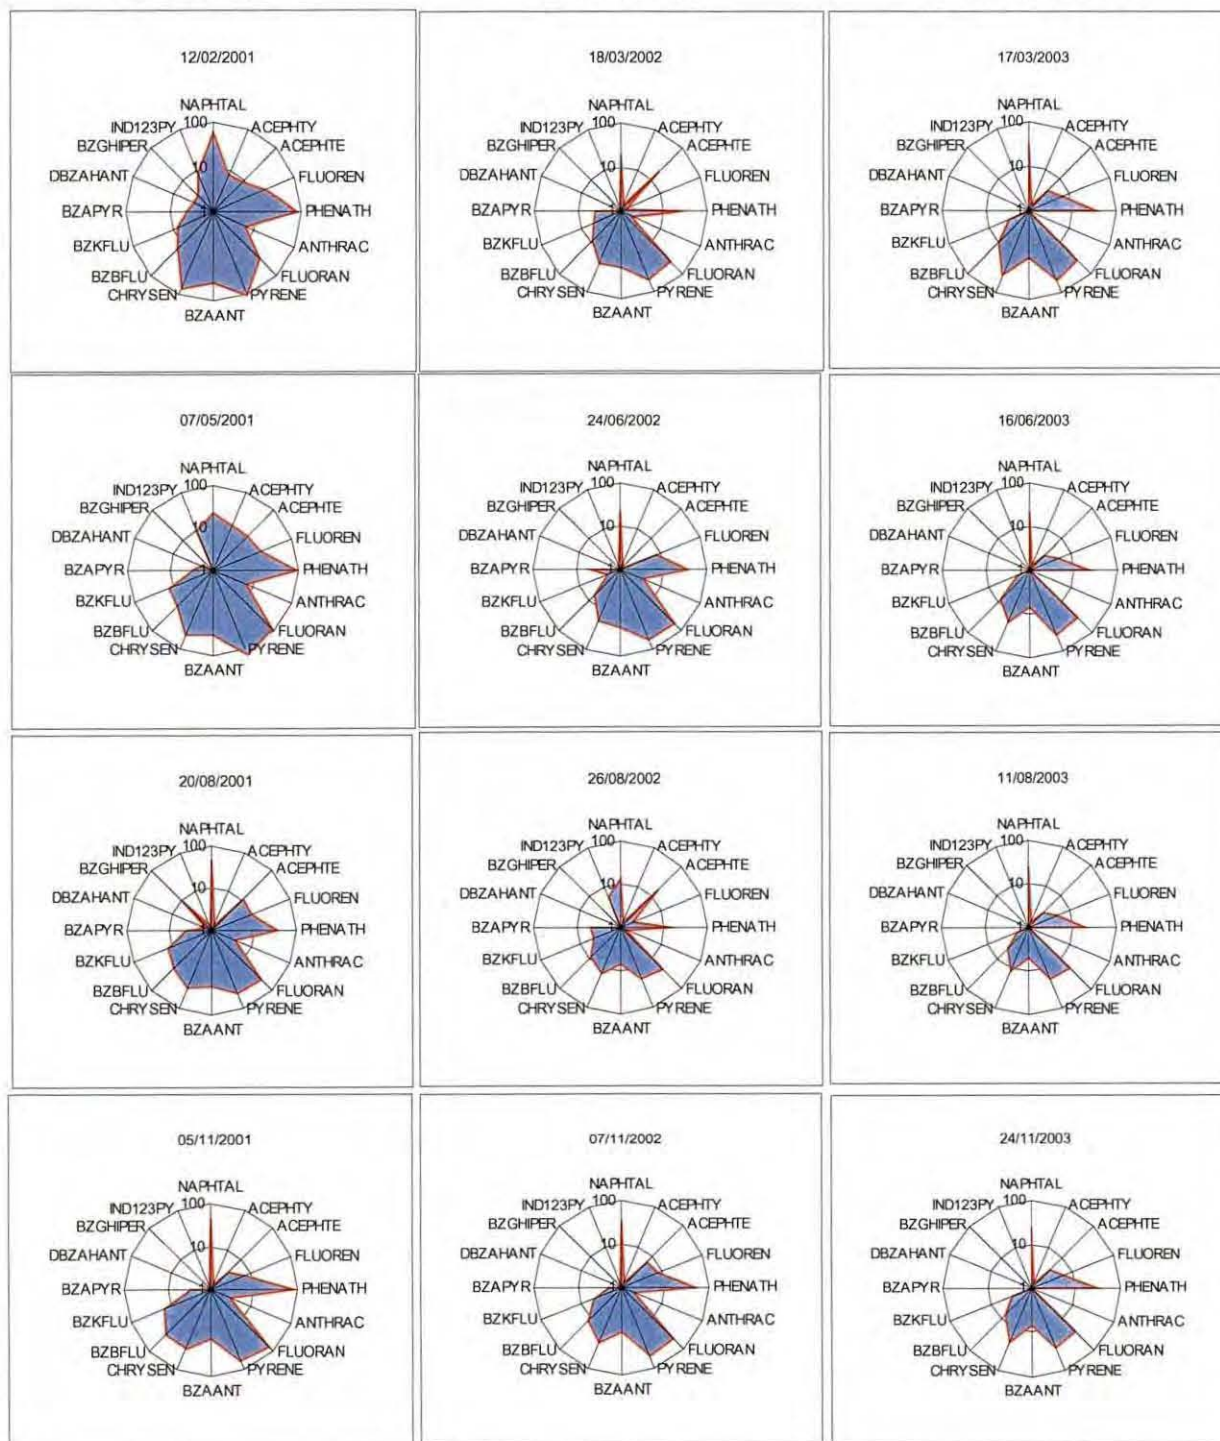 12/02/2001
NAPHTAL
100
IND123PY ACEPHTY
BZGHIPER ACEPHTE
10
DBZAHANT FLUOREN
BZAPYR 1 PHENATH
BZKFLU ANTHRAC
BZBFLU FLUORAN
CHRYSEN PYRENE
BZAANT
18/03/2002
NAPHTAL
100
IND123PY ACEPHTY
BZGHIPER ACEPHTE
10
DBZAHANT FLUOREN
BZAPYR 1 PHENATH
BZKFLU ANTHRAC
BZBFLU FLUORAN
CHRYSEN PYRENE
BZAANT
17/03/2003
NAPHTAL
100
IND123PY ACEPHTY
BZGHIPER ACEPHTE
10
DBZAHANT FLUOREN
BZAPYR 1 PHENATH
BZKFLU ANTHRAC
BZBFLU FLUORAN
CHRYSEN PYRENE
BZAANT
07/05/2001
NAPHTAL
100
IND123PY ACEPHTY
BZGHIPER ACEPHTE
10
DBZAHANT FLUOREN
BZAPYR 1 PHENATH
BZKFLU ANTHRAC
BZBFLU FLUORAN
CHRYSEN PYRENE
BZAANT
24/06/2002
NAPHTAL
100
IND123PY ACEPHTY
BZGHIPER ACEPHTE
10
DBZAHANT FLUOREN
BZAPYR 1 PHENATH
BZKFLU ANTHRAC
BZBFLU FLUORAN
CHRYSEN PYRENE
BZAANT
16/06/2003
NAPHTAL
100
IND123PY ACEPHTY
BZGHIPER ACEPHTE
10
DBZAHANT FLUOREN
BZAPYR 1 PHENATH
BZKFLU ANTHRAC
BZBFLU FLUORAN
CHRYSEN PYRENE
BZAANT
20/08/2001
NAPHTAL
100
IND123PY ACEPHTY
BZGHIPER ACEPHTE
10
DBZAHANT FLUOREN
BZAPYR 1 PHENATH
BZKFLU ANTHRAC
BZBFLU FLUORAN
CHRYSEN PYRENE
BZAANT
26/08/2002
NAPHTAL
100
IND123PY ACEPHTY
BZGHIPER ACEPHTE
10
DBZAHANT FLUOREN
BZAPYR 1 PHENATH
BZKFLU ANTHRAC
BZBFLU FLUORAN
CHRYSEN PYRENE
BZAANT
11/08/2003
NAPHTAL
100
IND123PY ACEPHTY
BZGHIPER ACEPHTE
10
DBZAHANT FLUOREN
BZAPYR 1 PHENATH
BZKFLU ANTHRAC
BZBFLU FLUORAN
CHRYSEN PYRENE
BZAANT
05/11/2001
NAPHTAL
100
IND123PY ACEPHTY
BZGHIPER ACEPHTE
10
DBZAHANT FLUOREN
BZAPYR 1 PHENATH
BZKFLU ANTHRAC
BZBFLU FLUORAN
CHRYSEN PYRENE
BZAANT
07/11/2002
NAPHTAL
100
IND123PY ACEPHTY
BZGHIPER ACEPHTE
10
DBZAHANT FLUOREN
BZAPYR 1 PHENATH
BZKFLU ANTHRAC
BZBFLU FLUORAN
CHRYSEN PYRENE
BZAANT
24/11/2003
NAPHTAL
100
IND123PY ACEPHTY
BZGHIPER ACEPHTE
10
DBZAHANT FLUOREN
BZAPYR 1 PHENATH
BZKFLU ANTHRAC
BZBFLU FLUORAN
CHRYSEN PYRENE
BZAANT